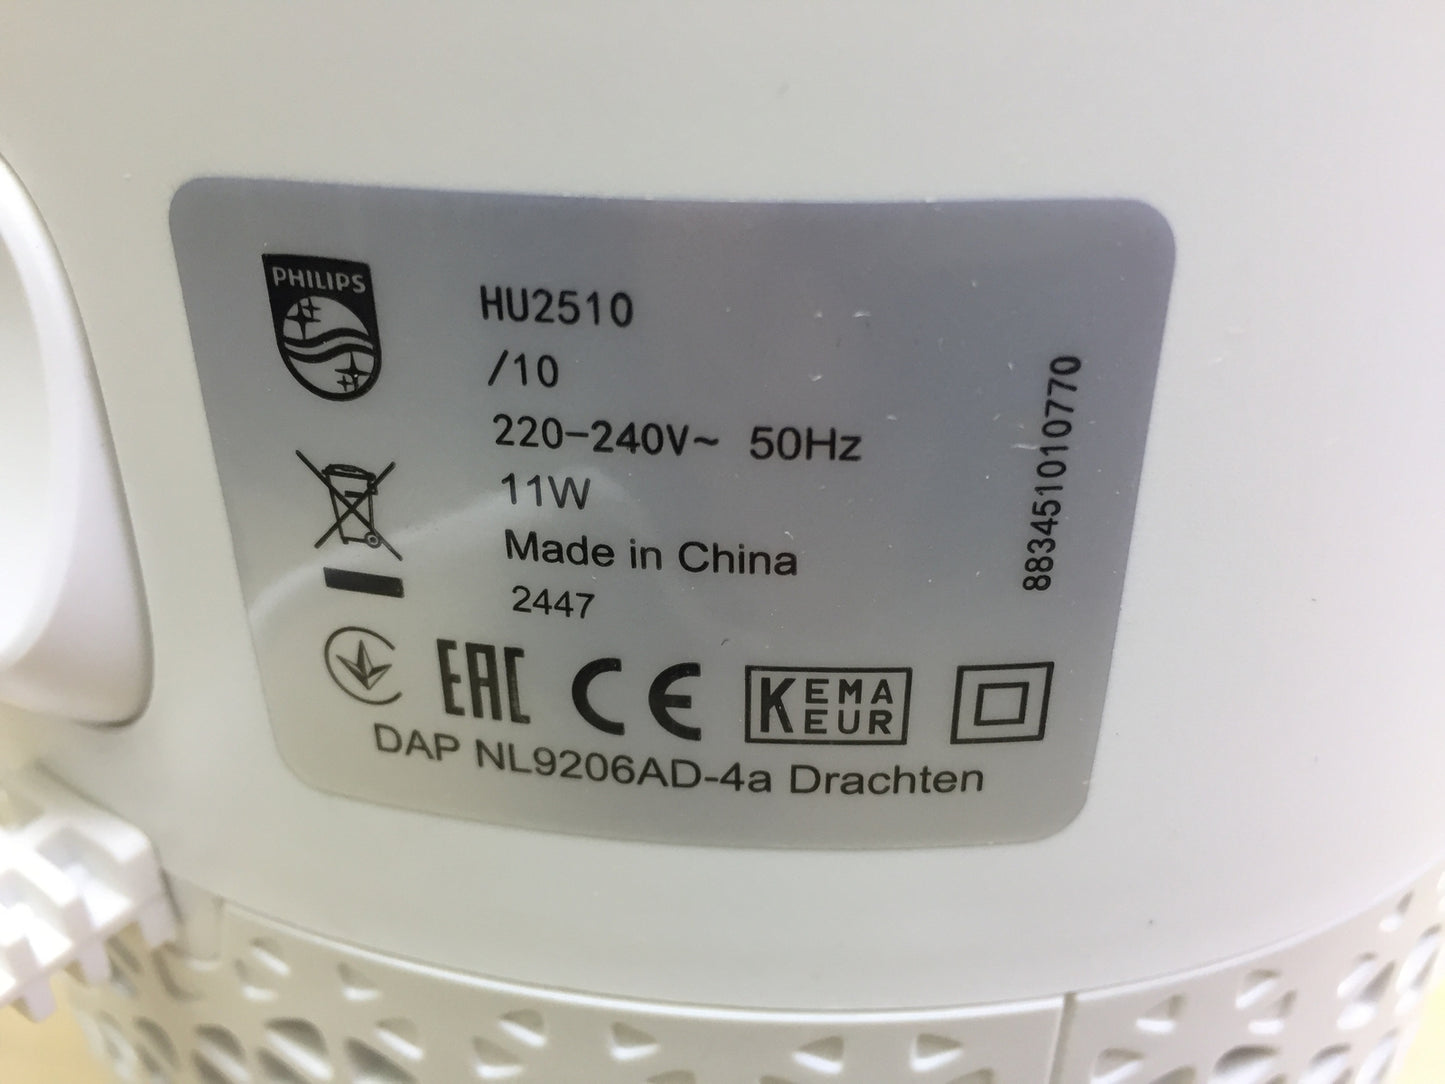 PHILIPS
HU2510
/10
220-240V~ 50Hz
11W
Made in China
2447
883451010770
EAC CE KEMA EUR
DAP NL9206AD-4a Drachten